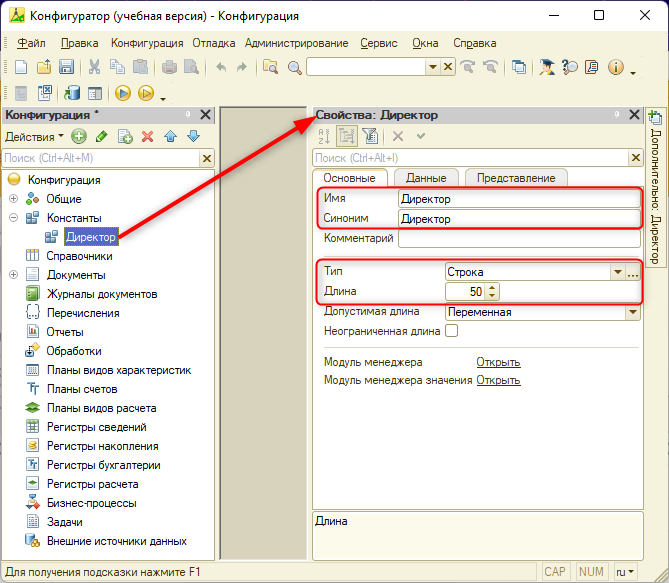 Конфигуратор (учебная версия) - Конфигурация
Файл Правка Конфигурация Отладка Администрирование Сервис Окна Справка
Конфигурация *
Действия
Поиск (Ctrl+Alt+M)
Конфигурация
Общие
Константы
Директор
Справочники
Документы
Журналы документов
Перечисления
Отчеты
Обработки
Планы видов характеристик
Планы счетов
Планы видов расчета
Регистры сведений
Регистры накопления
Регистры бухгалтерии
Регистры расчета
Бизнес-процессы
Задачи
Внешние источники данных
Свойства: Директор
Поиск (Ctrl+Alt+I)
Основные Данные Представление
Имя Директор
Синоним Директор
Комментарий
Тип Строка
Длина 50
Допустимая длина Переменная
Неограниченная длина
Модуль менеджера Открыть
Модуль менеджера значения Открыть
Длина
Дополнительно: Директор
Для получения подсказки нажмите F1 CAP NUM ru